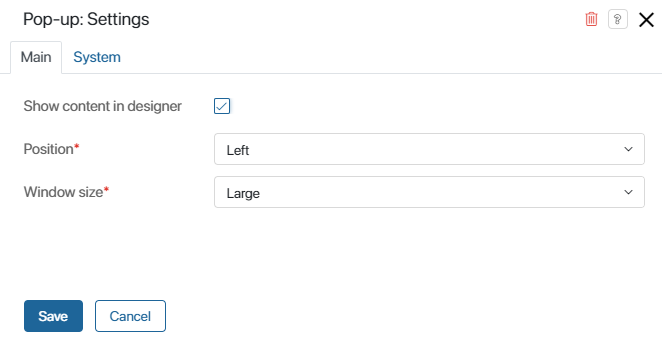 Pop-up: Settings ?
Main System
Show content in designer
Position* Left
Window size* Large
Save Cancel